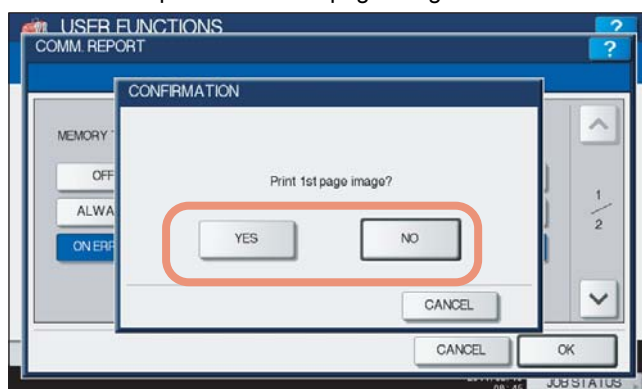 USER FUNCTIONS ?
COMM. REPORT ?
CONFIRMATION
MEMORY
OFF
ALWA
ON ERR
Print 1st page image?
YES NO
CANCEL
1
2
CANCEL OK
JOB STATUS